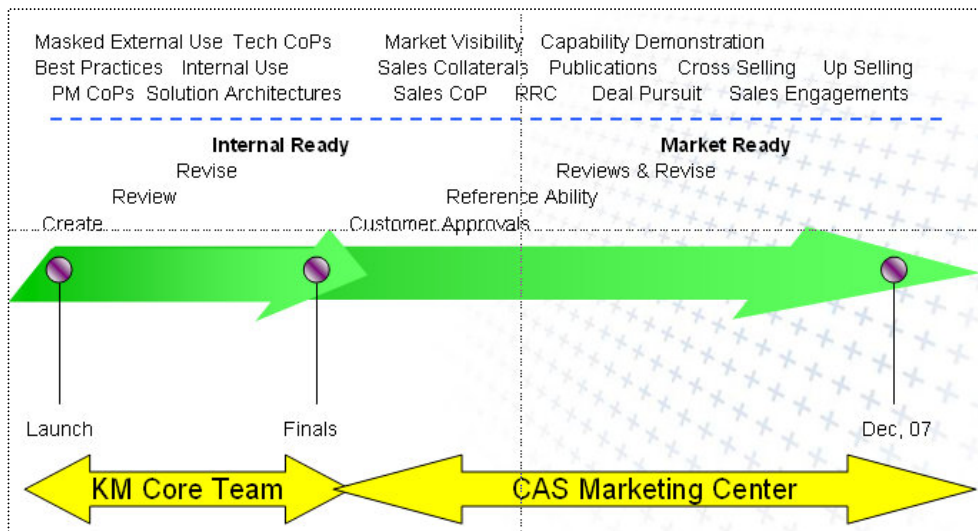 Masked External Use Tech CoPs Market Visibility Capability Demonstration
Best Practices Internal Use Sales Collaterals Publications Cross Selling Up Selling
PM CoPs Solution Architectures Sales CoP RRC Deal Pursuit Sales Engagements
Internal Ready Market Ready
Revise Reviews & Revise
Review Reference Ability
Create Customer Approvals
Launch Finals Dec, 07
KM Core Team CAS Marketing Center